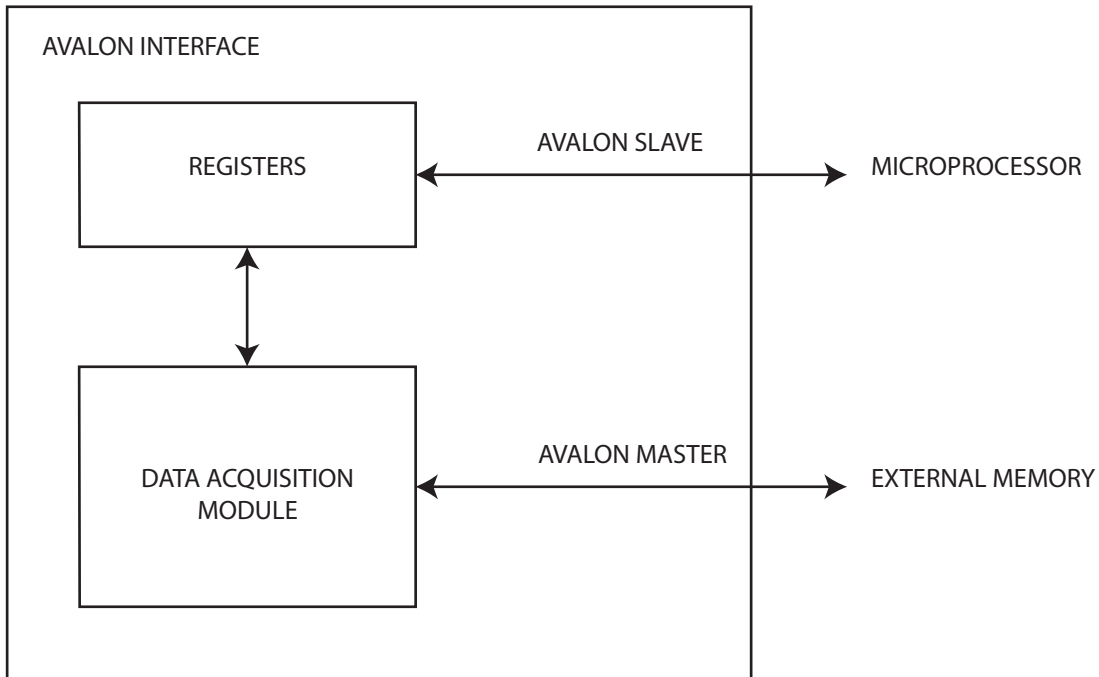 AVALON INTERFACE
REGISTERS
AVALON SLAVE
MICROPROCESSOR
DATA ACQUISITION
MODULE
AVALON MASTER
EXTERNAL MEMORY